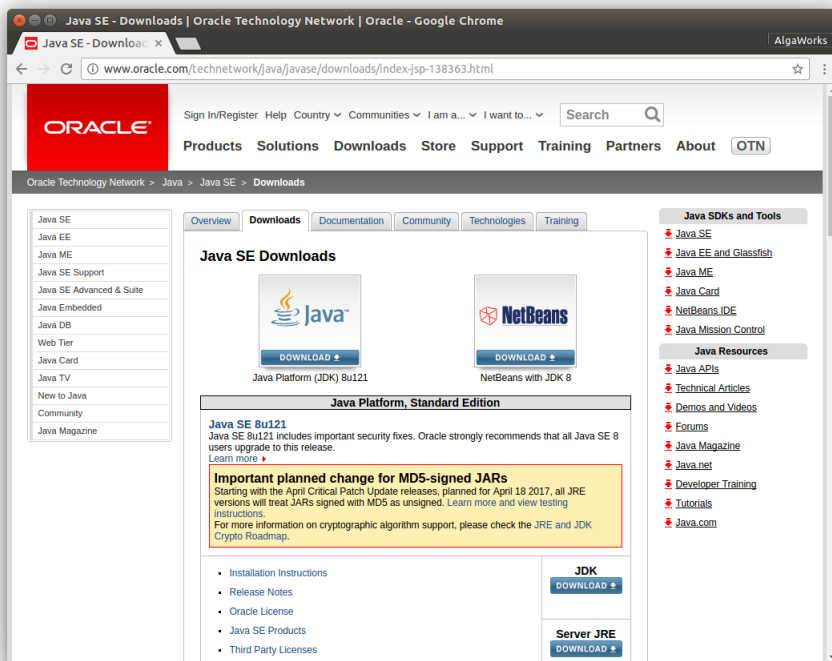 Java SE - Downloads | Oracle Technology Network | Oracle - Google Chrome
Java SE - Download
AlgaWorks
www.oracle.com/technetwork/java/javase/downloads/index-jsp-138363.html
ORACLE
Sign In/Register Help Country Communities I am a... I want to... Search
Products Solutions Downloads Store Support Training Partners About OTN
Oracle Technology Network > Java > Java SE > Downloads
Java SE
Java EE
Java ME
Java SE Support
Java SE Advanced & Suite
Java Embedded
Java DB
Web Tier
Java Card
Java TV
New to Java
Community
Java Magazine
Overview Downloads Documentation Community Technologies Training
Java SE Downloads
Java
DOWNLOAD
Java Platform (JDK) 8u121
NetBeans
DOWNLOAD
NetBeans with JDK 8
Java Platform, Standard Edition
Java SE 8u121
Java SE 8u121 includes important security fixes. Oracle strongly recommends that all Java SE 8
users upgrade to this release.
Learn more
Important planned change for MD5-signed JARs
Starting with the April Critical Patch Update releases, planned for April 18 2017, all JRE
versions will treat JARs signed with MD5 as unsigned. Learn more and view testing
instructions.
For more information on cryptographic algorithm support, please check the JRE and JDK
Crypto Roadmap.
Installation Instructions
Release Notes
Oracle License
Java SE Products
Third Party Licenses
JDK
DOWNLOAD
Server JRE
DOWNLOAD
Java SDKs and Tools
Java SE
Java EE and Glassfish
Java ME
Java Card
NetBeans IDE
Java Mission Control
Java Resources
Java APIs
Technical Articles
Demos and Videos
Forums
Java Magazine
Java.net
Developer Training
Tutorials
Java.com